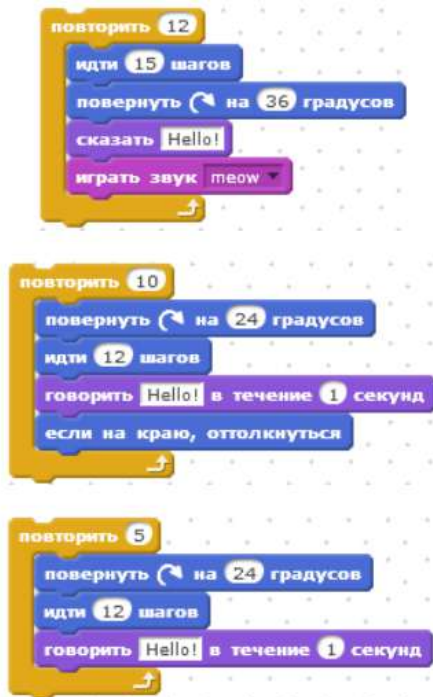 повторить 12
идти 15 шагов
повернуть на 36 градусов
сказать Hello!
играть звук meow
повторить 10
повернуть на 24 градусов
идти 12 шагов
говорить Hello! в течение 1 секунд
если на краю, оттолкнуться
повторить 5
повернуть на 24 градусов
идти 12 шагов
говорить Hello! в течение 1 секунд